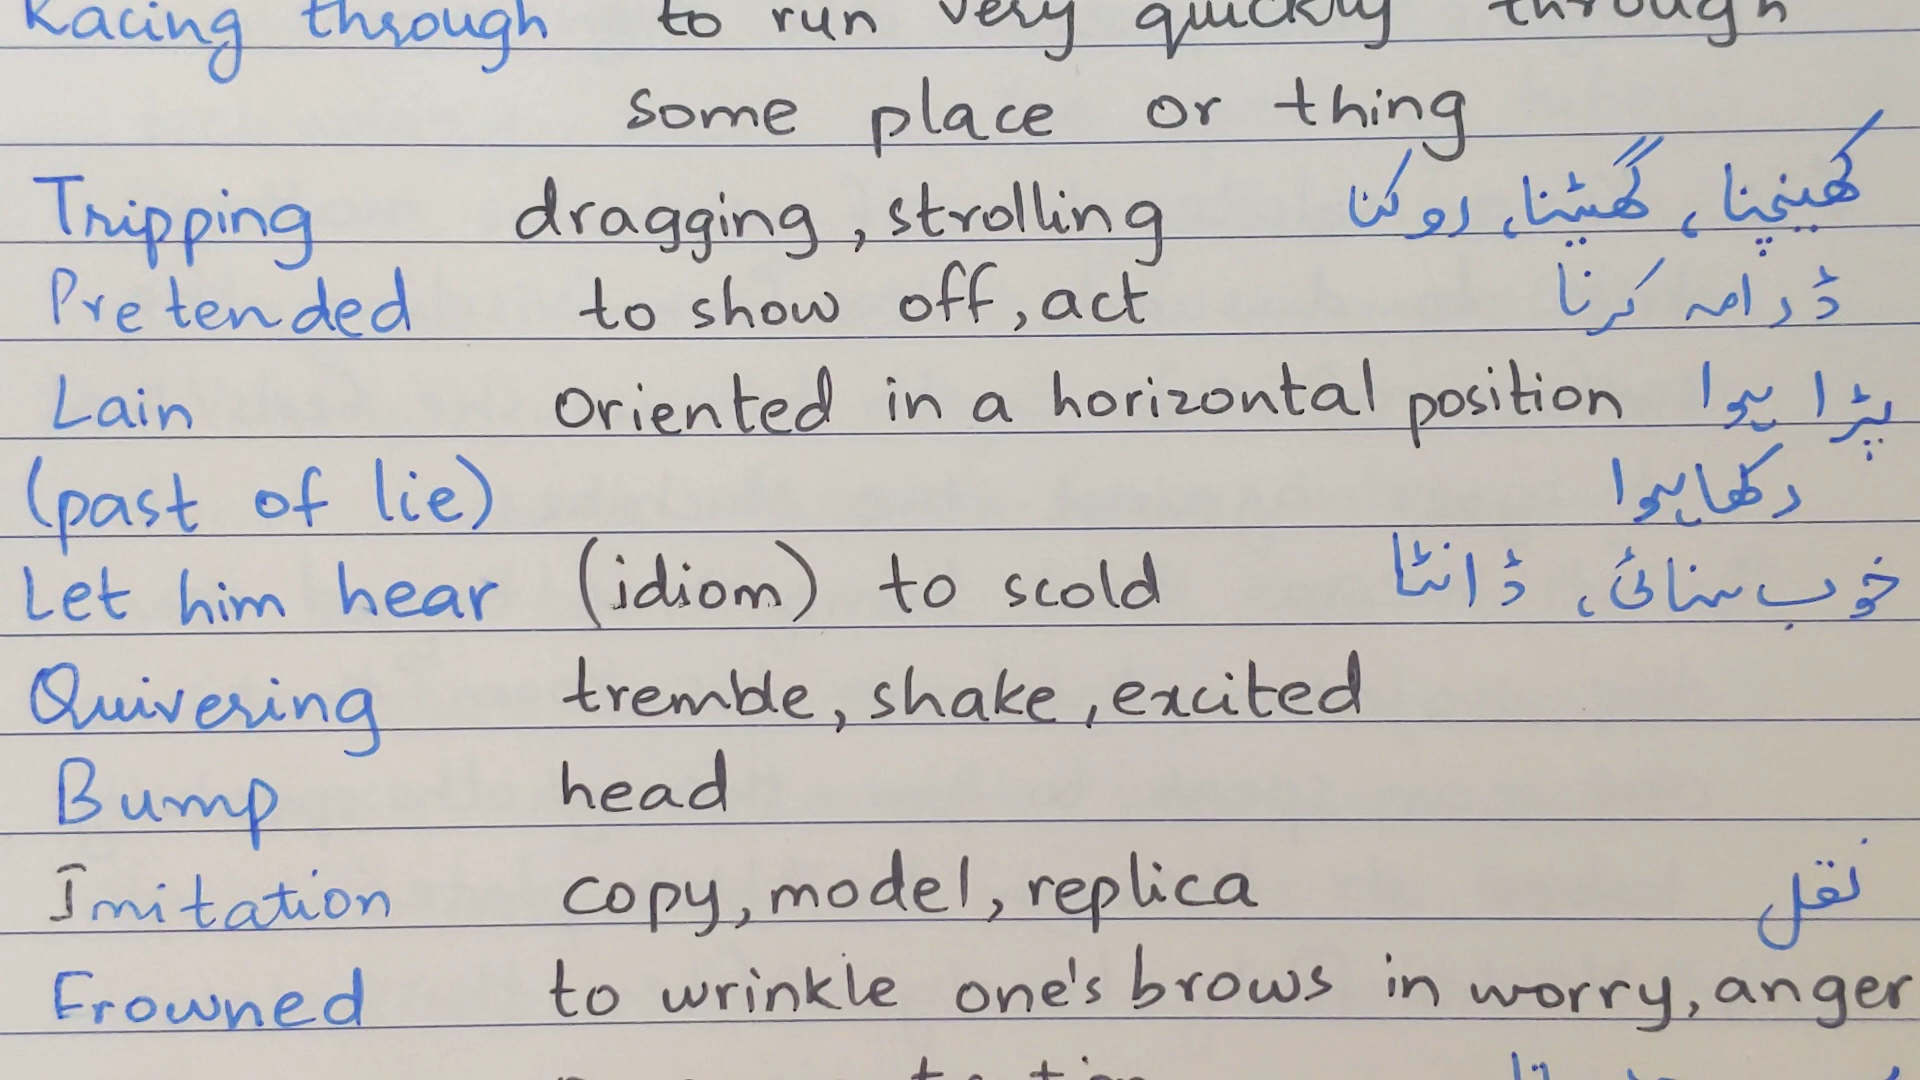 Racing through to run very quickly through
some place or thing
Tripping dragging, strolling کھینچنا، گھسٹنا، روکنا
Pretended to show off, act ڈرامہ کرنا
Lain oriented in a horizontal position پڑا ہوا
(past of lie) رکھا ہوا
Let him hear (idiom) to scold خوب سنائی، ڈانٹا
Quivering tremble, shake, excited
Bump head
Imitation copy, model, replica نقل
Frowned to wrinkle one's brows in worry, anger